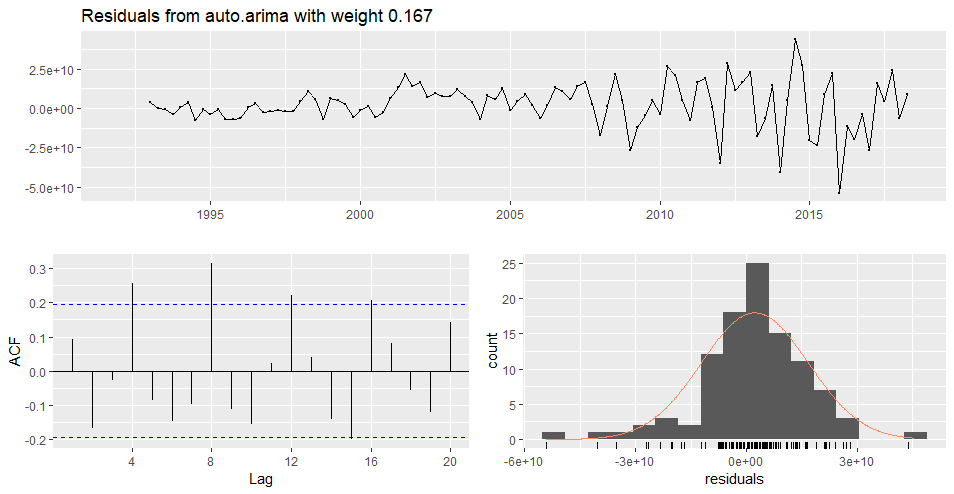 Residuals from auto.arima with weight 0.167
2.5e+10
0.0e+00
-2.5e+10
-5.0e+10
1995 2000 2005 2010 2015
ACF
0.3
0.2
0.1
0.0
-0.1
-0.2
4 8 12 16 20
Lag
count
25
20
15
10
5
0
-6e+10 -3e+10 0e+00 3e+10
residuals